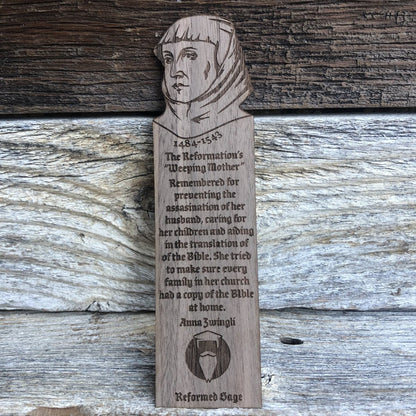 1484-1543
The Reformation's
"Weeping Mother"
Remembered for
preventing the
assasination of her
husband, caring for
her children and aiding
in the translation of
of the Bible. She tried
to make sure every
family in her church
had a copy of the Bible
at home.
Anna Zwingli
Reformed Sage